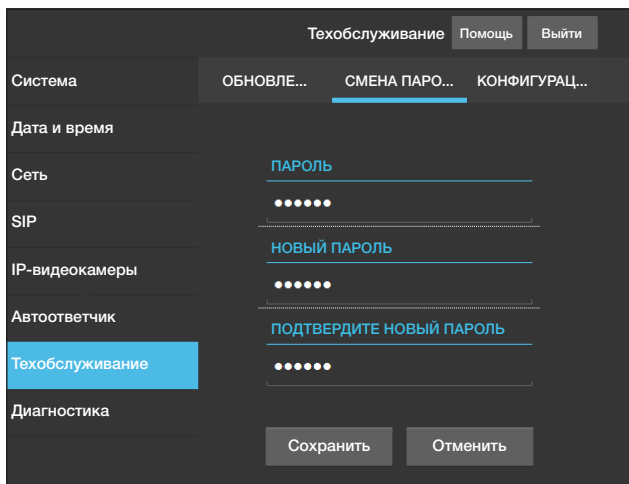 Техобслуживание Помощь Выйти
Система
Дата и время
Сеть
SIP
IP-видеокамеры
Автоответчик
Техобслуживание
Диагностика
ОБНОВЛЕ... СМЕНА ПАРО... КОНФИГУРАЦ...
ПАРОЛЬ
●●●●●●
НОВЫЙ ПАРОЛЬ
●●●●●●
ПОДТВЕРДИТЕ НОВЫЙ ПАРОЛЬ
●●●●●●
Сохранить Отменить